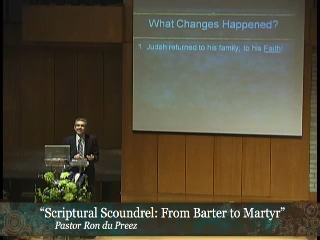 What Changes Happened?
1. Judah returned to his family; to his Faith!
“Scriptural Scoundrel: From Barter to Martyr”
Pastor Ron du Preez